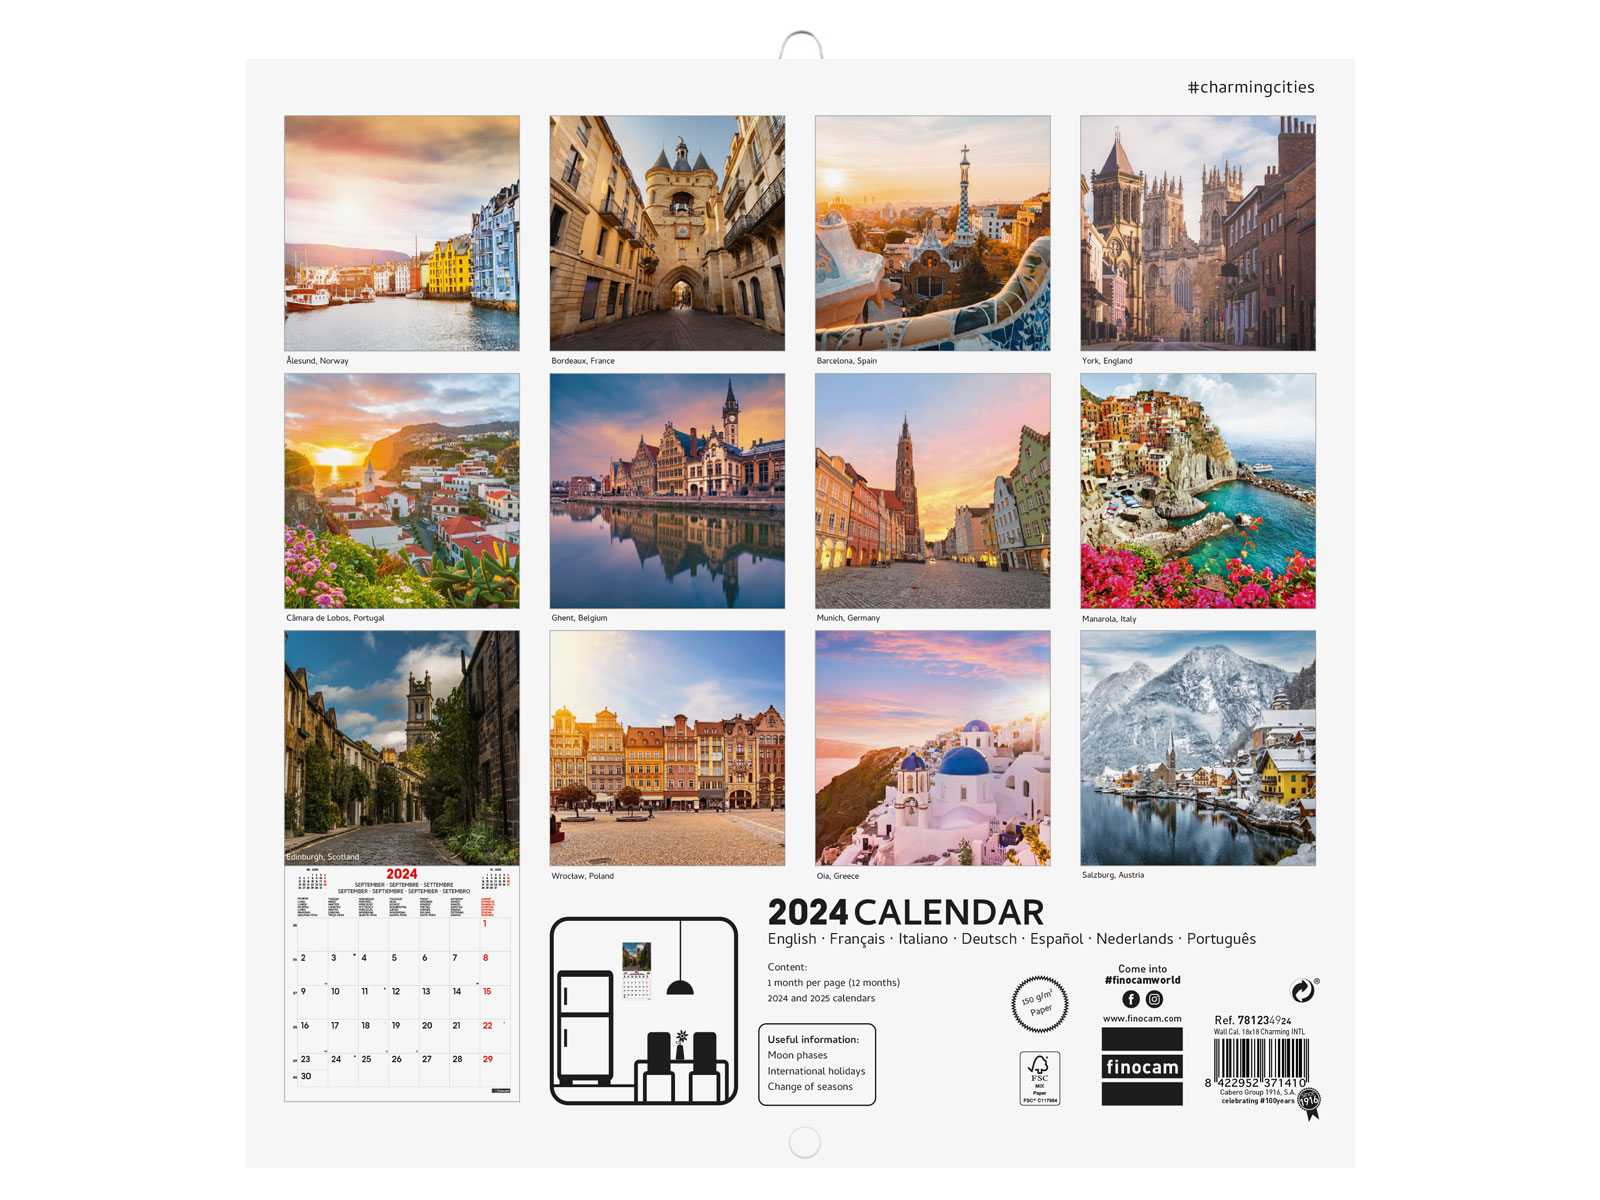 #charmingcities
Ålesund, Norway
Bordeaux, France
Barcelona, Spain
York, England
Câmara de Lobos, Portugal
Ghent, Belgium
Munich, Germany
Manarola, Italy
Edinburgh, Scotland
Wrocław, Poland
Oia, Greece
Salzburg, Austria
2024
SEPTEMBER · SEPTEMBRE · SETTEMBRE
SEPTEMBER · SEPTIEMBRE · SEPTEMBER · SETEMBRO
1
2 3 4 5 6 7 8
9 10 11 12 13 14 15
16 17 18 19 20 21 22
23 24 25 26 27 28 29
30
2024 CALENDAR
English · Français · Italiano · Deutsch · Español · Nederlands · Português
Content:
1 month per page (12 months)
2024 and 2025 calendars
Useful information:
Moon phases
International holidays
Change of seasons
150 g/m²
Paper
FSC
MIX
Paper
FSC® C117984
Come into
#finocamworld
www.finocam.com
finocam
®
Ref. 781234924
Wall Cal. 18x18 Charming INTL
8 422952 371410
Cabero Group 1916, S.A.
celebrating #100years
1916